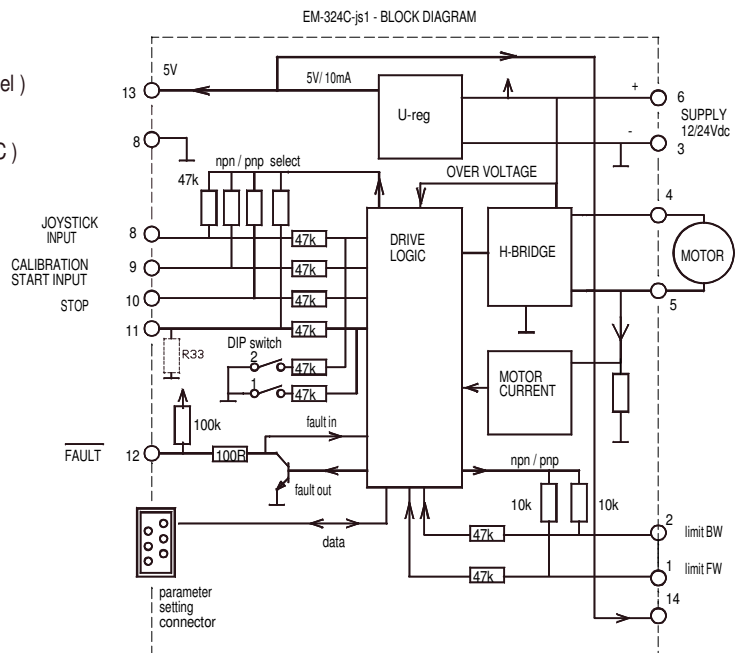 EM-324C-js1 - BLOCK DIAGRAM
el )
C )
5V
13
5V/ 10mA
U-reg
+
6
SUPPLY
12/24Vdc
-
3
8
npn / pnp select
47k
OVER VOLTAGE
4
JOYSTICK
INPUT
8
47k
DRIVE
LOGIC
H-BRIDGE
MOTOR
CALIBRATION
START INPUT
9
47k
STOP
10
47k
5
11
47k
R33
DIP switch
2
47k
1
47k
MOTOR
CURRENT
100k
fault in
FAULT
12
100R
npn / pnp
fault out
10k
10k
2
limit BW
47k
data
1
limit FW
47k
14
parameter
setting
connector